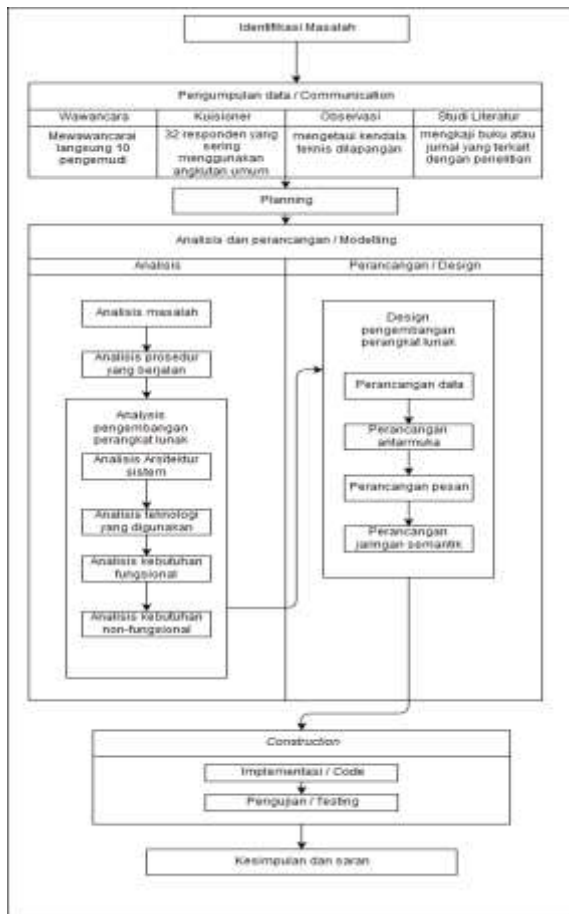 Identifikasi Masalah
Pengumpulan data / Communication
Wawancara
Mewawancarai
langsung 10
pengemudi
Kuisioner
32 responden yang
sering
menggunakan
angkutan umum
Observasi
mengetaui kendala
teknis dilapangan
Studi Literatur
mengkaji buku atau
jurnal yang terkait
dengan penelitian
Planning
Analisis dan perancangan / Modelling
Analisis
Analisis masalah
Analisis prosedur
yang berjalan
Analysis
pengembangan
perangkat lunak
Analisis Arsitektur
sistem
Analisis teknologi
yang digunakan
Analisis kebutuhan
fungsional
Analisis kebutuhan
non-fungsional
Perancangan / Design
Design
pengembangan
perangkat lunak
Perancangan data
Perancangan
antarmuka
Perancangan pesan
Perancangan
jaringan semantik
Construction
Implementasi / Code
Pengujian / Testing
Kesimpulan dan saran